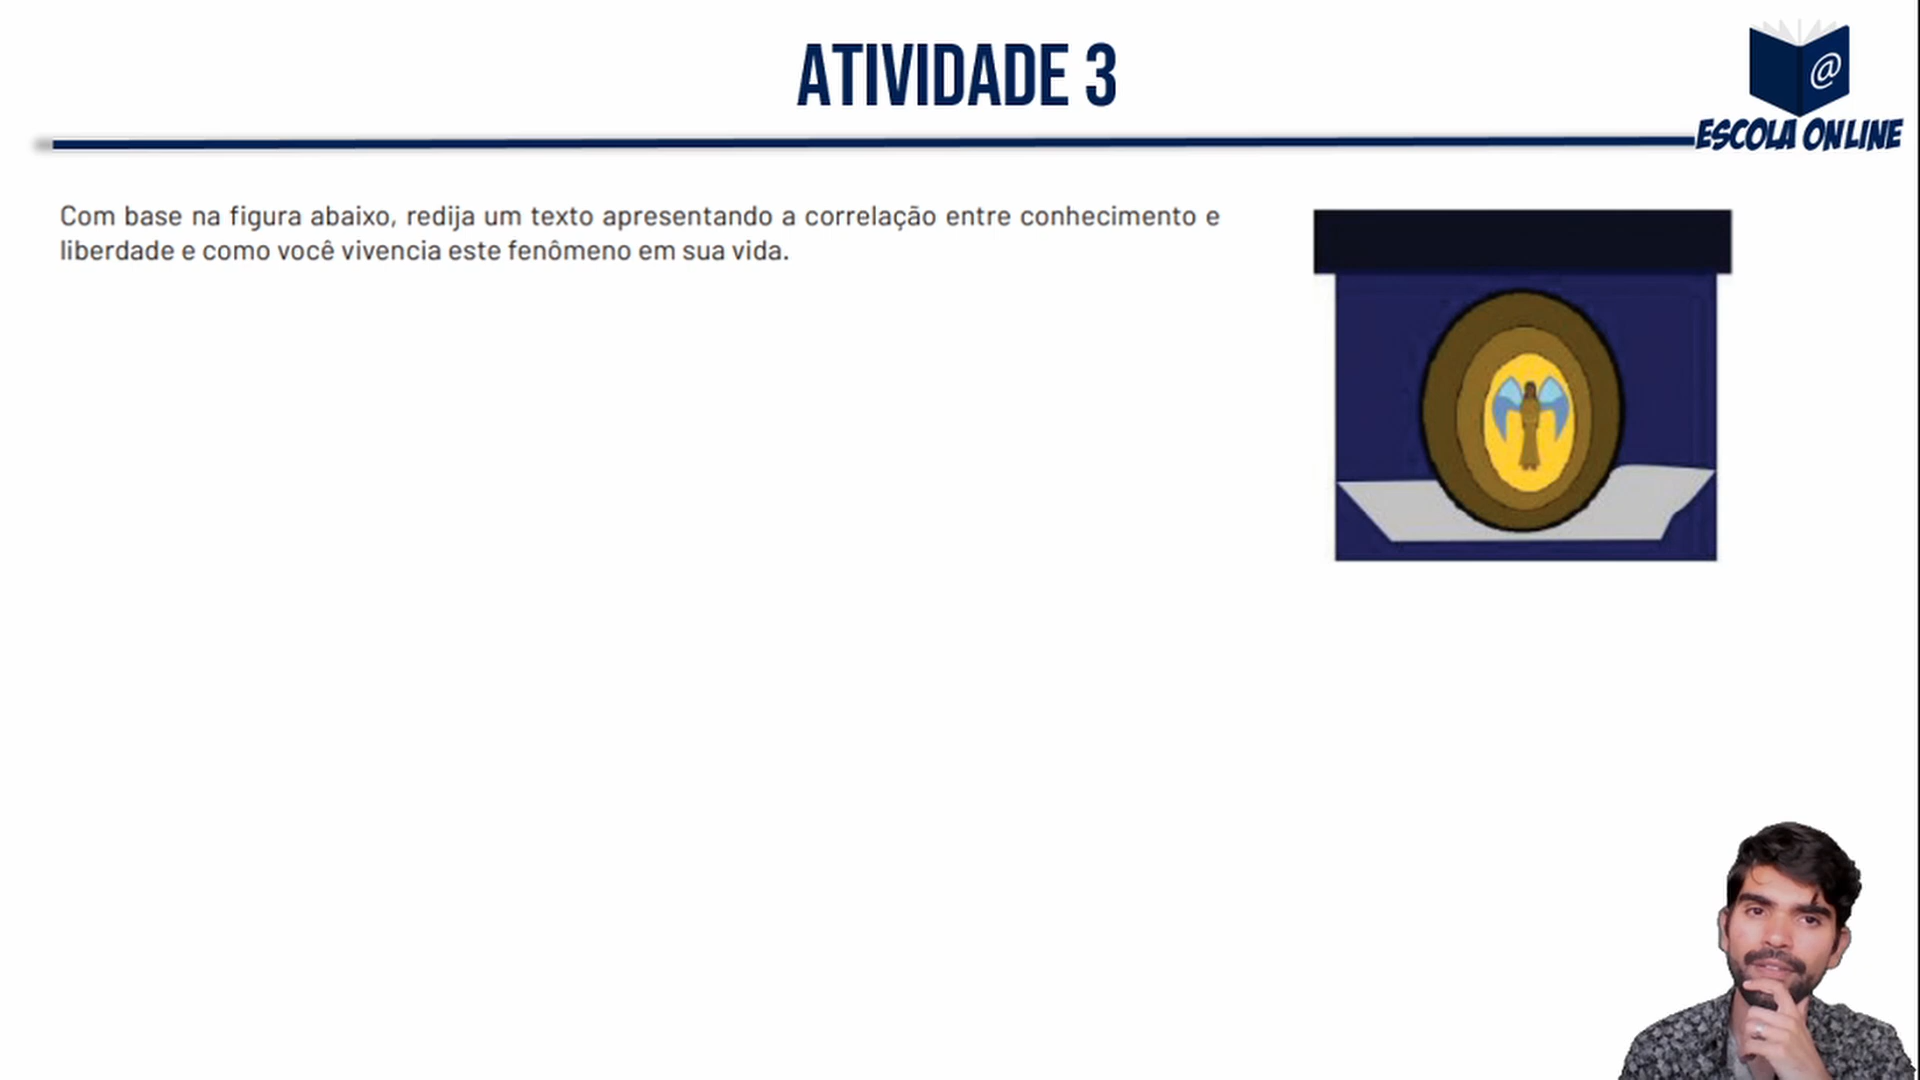 ATIVIDADE 3
@
ESCOLA ONLINE
Com base na figura abaixo, redija um texto apresentando a correlação entre conhecimento e
liberdade e como você vivencia este fenômeno em sua vida.